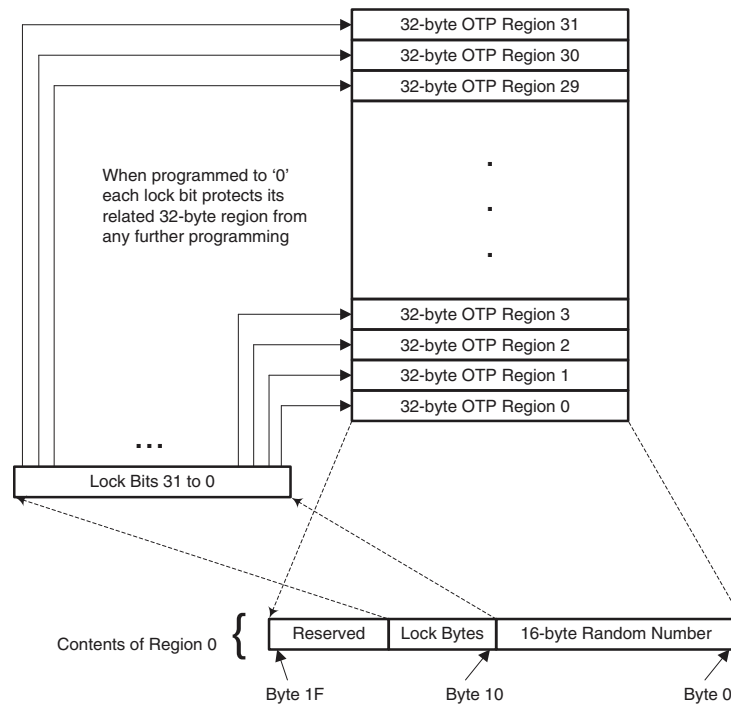 32-byte OTP Region 31
32-byte OTP Region 30
32-byte OTP Region 29
When programmed to ‘0’
each lock bit protects its
related 32-byte region from
any further programming
.
.
.
32-byte OTP Region 3
32-byte OTP Region 2
32-byte OTP Region 1
32-byte OTP Region 0
...
Lock Bits 31 to 0
Contents of Region 0 {
Reserved
Lock Bytes
16-byte Random Number
Byte 1F
Byte 10
Byte 0